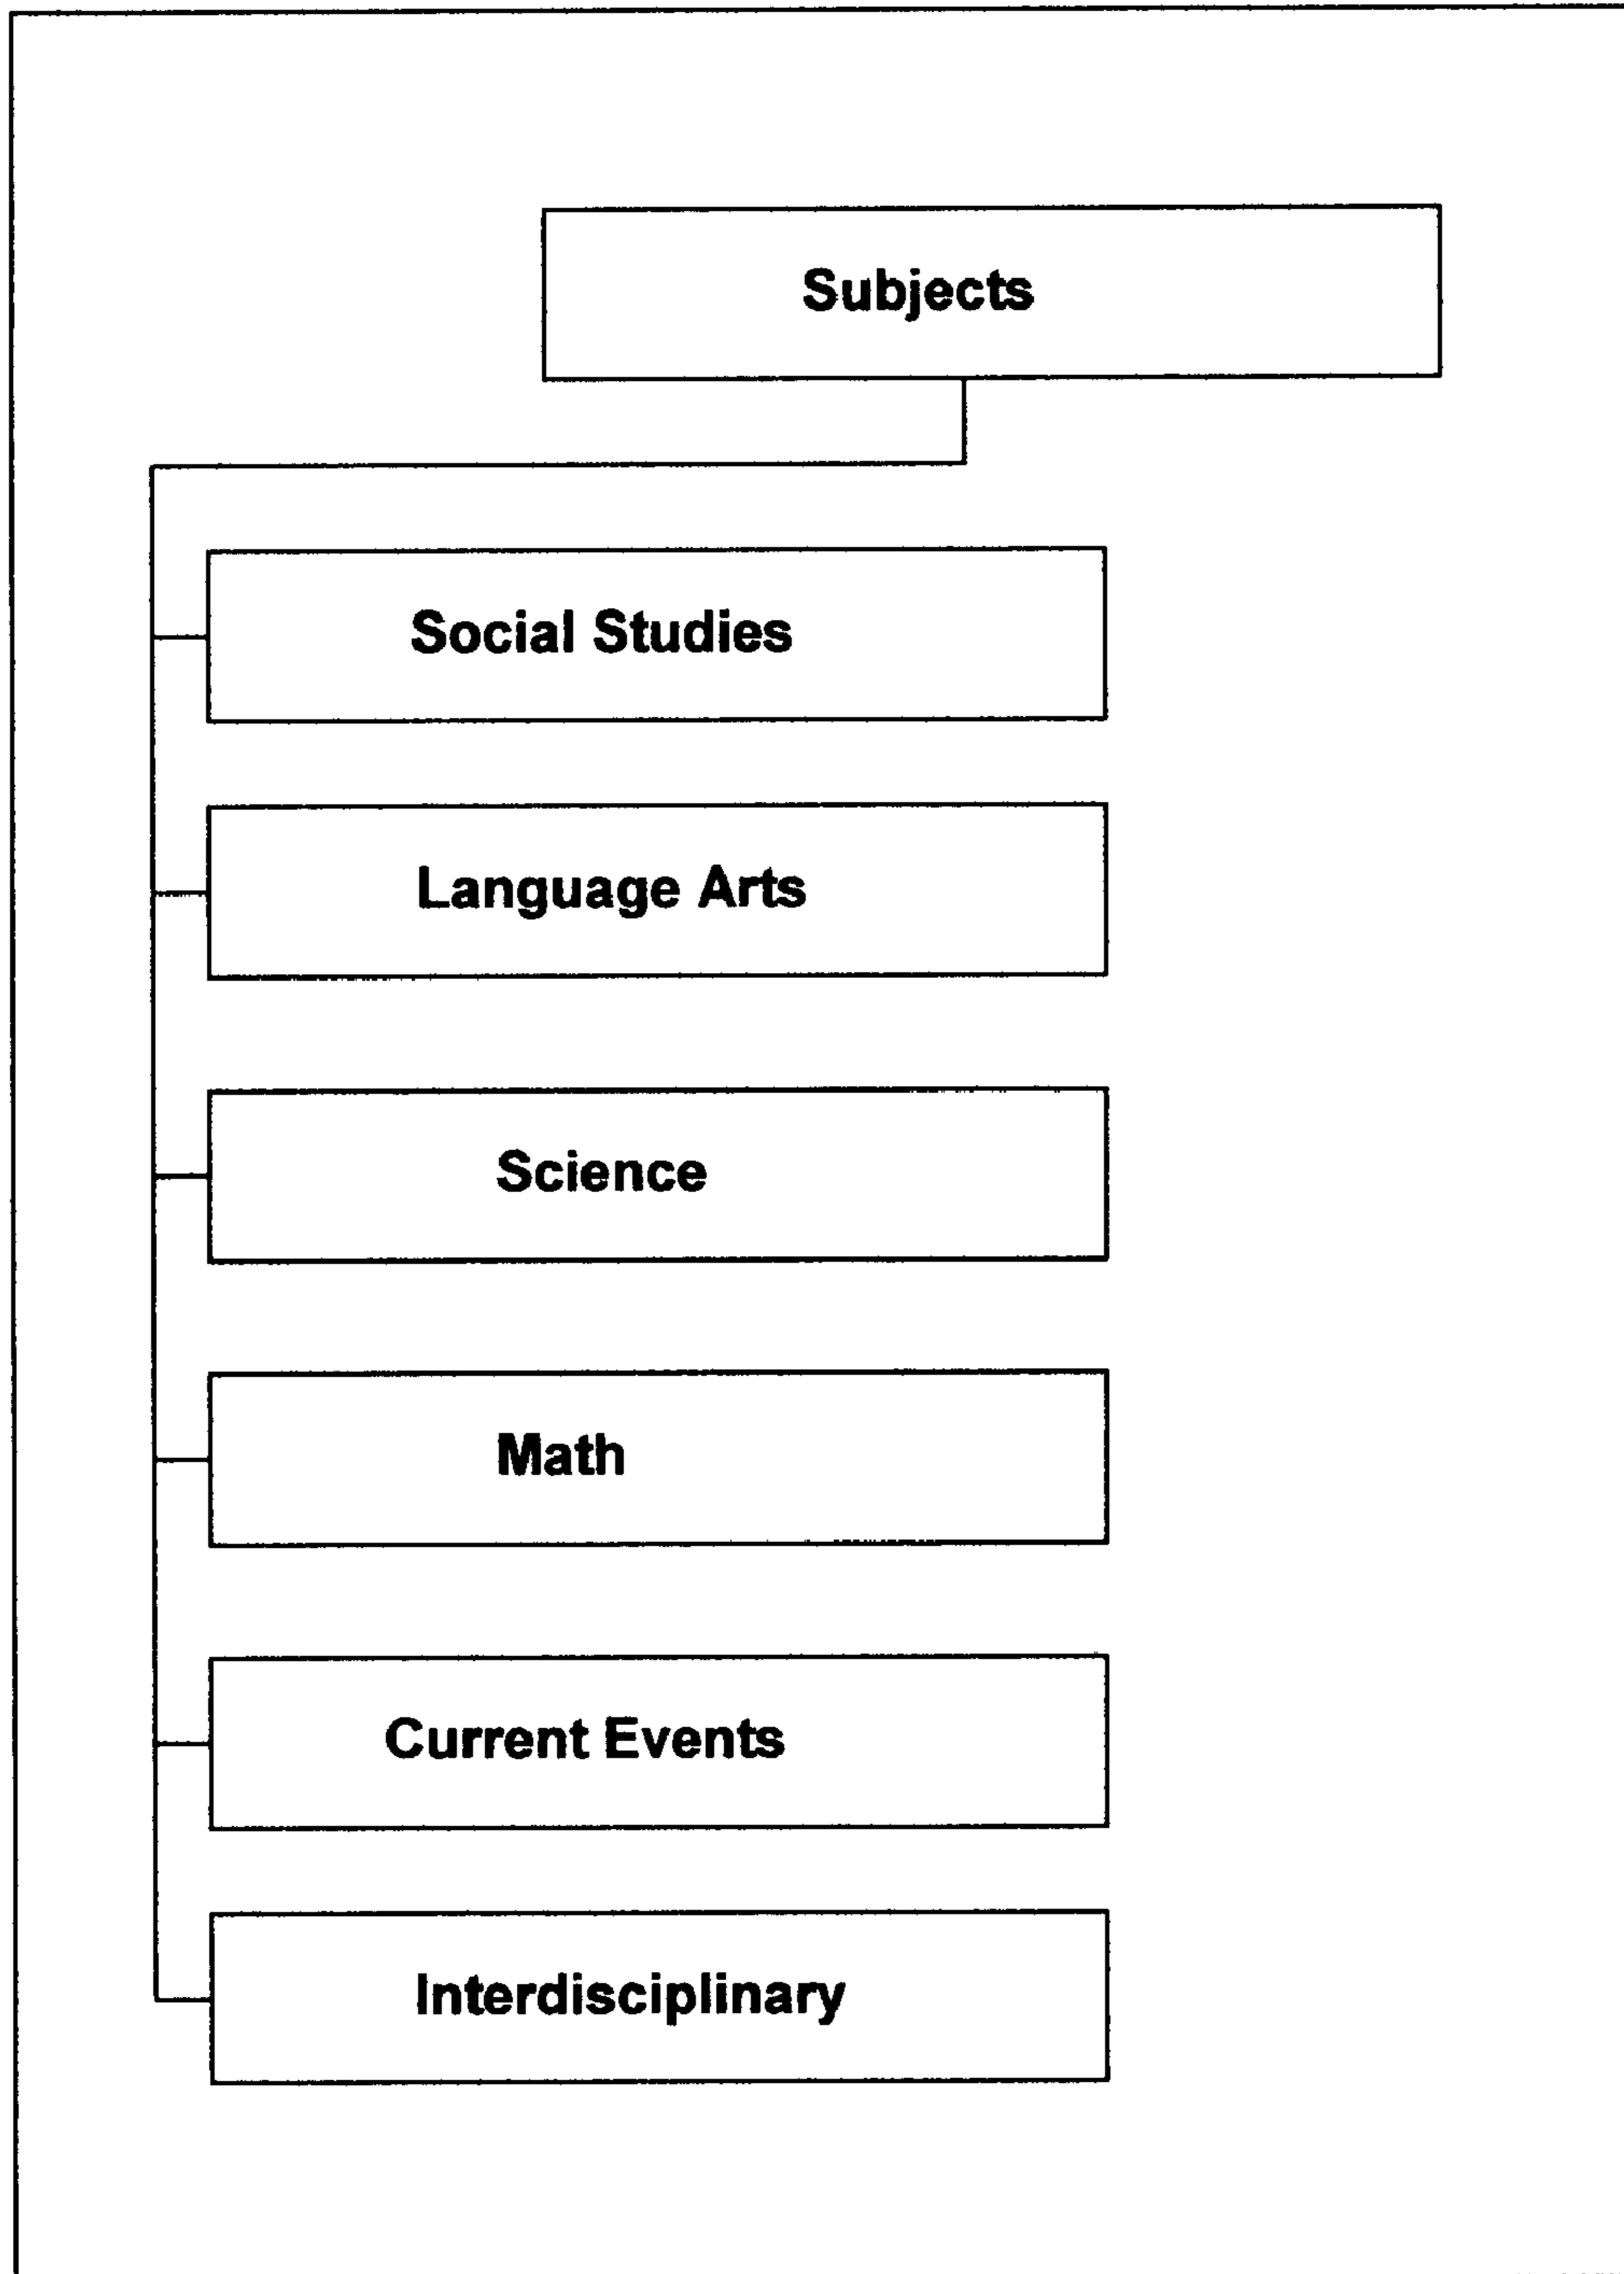 Subjects
Social Studies
Language Arts
Science
Math
Current Events
Interdisciplinary